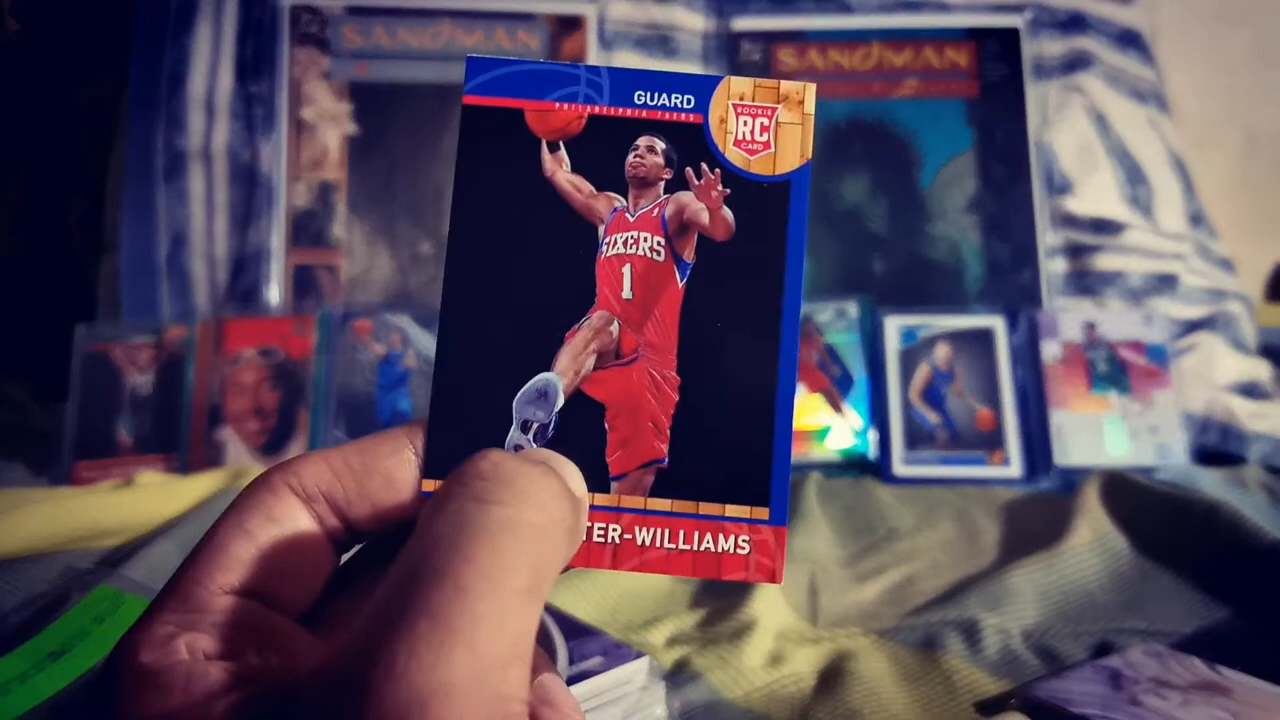 SANDMAN
SANDMAN
GUARD
PHILADELPHIA 76ERS
ROOKIE
RC
CARD
SIXERS
1
TER-WILLIAMS